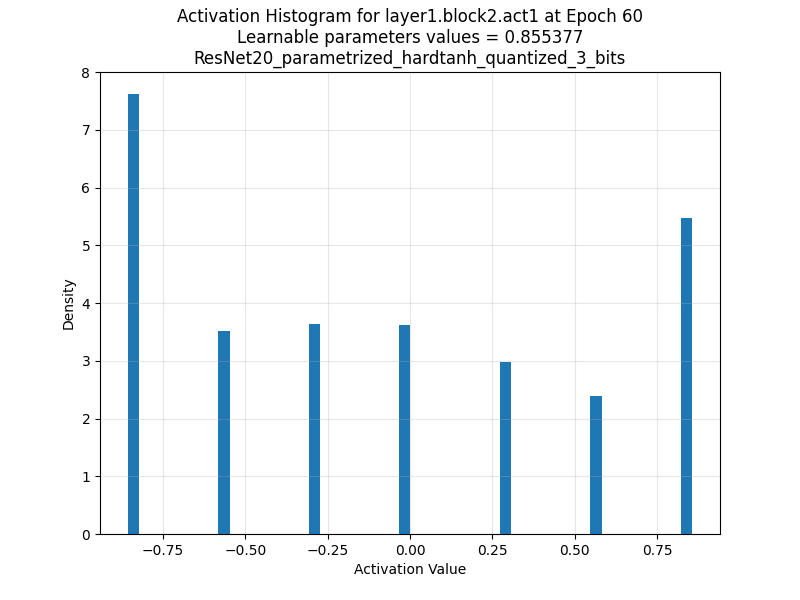 Activation Histogram for layer1.block2.act1 at Epoch 60
Learnable parameters values = 0.855377
ResNet20_parametrized_hardtanh_quantized_3_bits
8
7
6
5
4
3
2
1
0
Density
−0.75 −0.50 −0.25 0.00 0.25 0.50 0.75
Activation Value